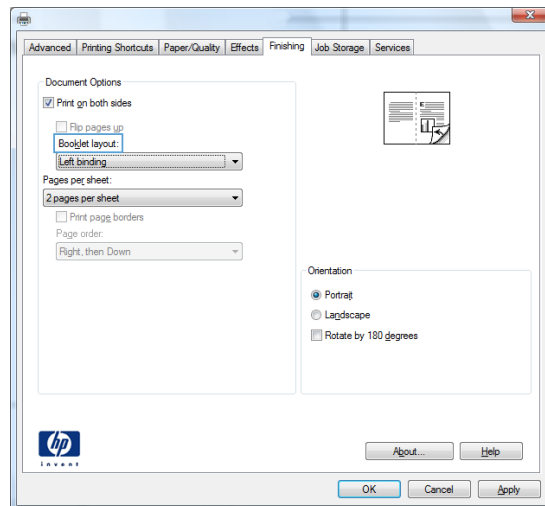 Advanced Printing Shortcuts Paper/Quality Effects Finishing Job Storage Services
Document Options
Print on both sides
Flip pages up
Booklet layout:
Left binding
Pages per sheet:
2 pages per sheet
Print page borders
Page order:
Right, then Down
Orientation
Portrait
Landscape
Rotate by 180 degrees
hp
invent
About... Help
OK Cancel Apply